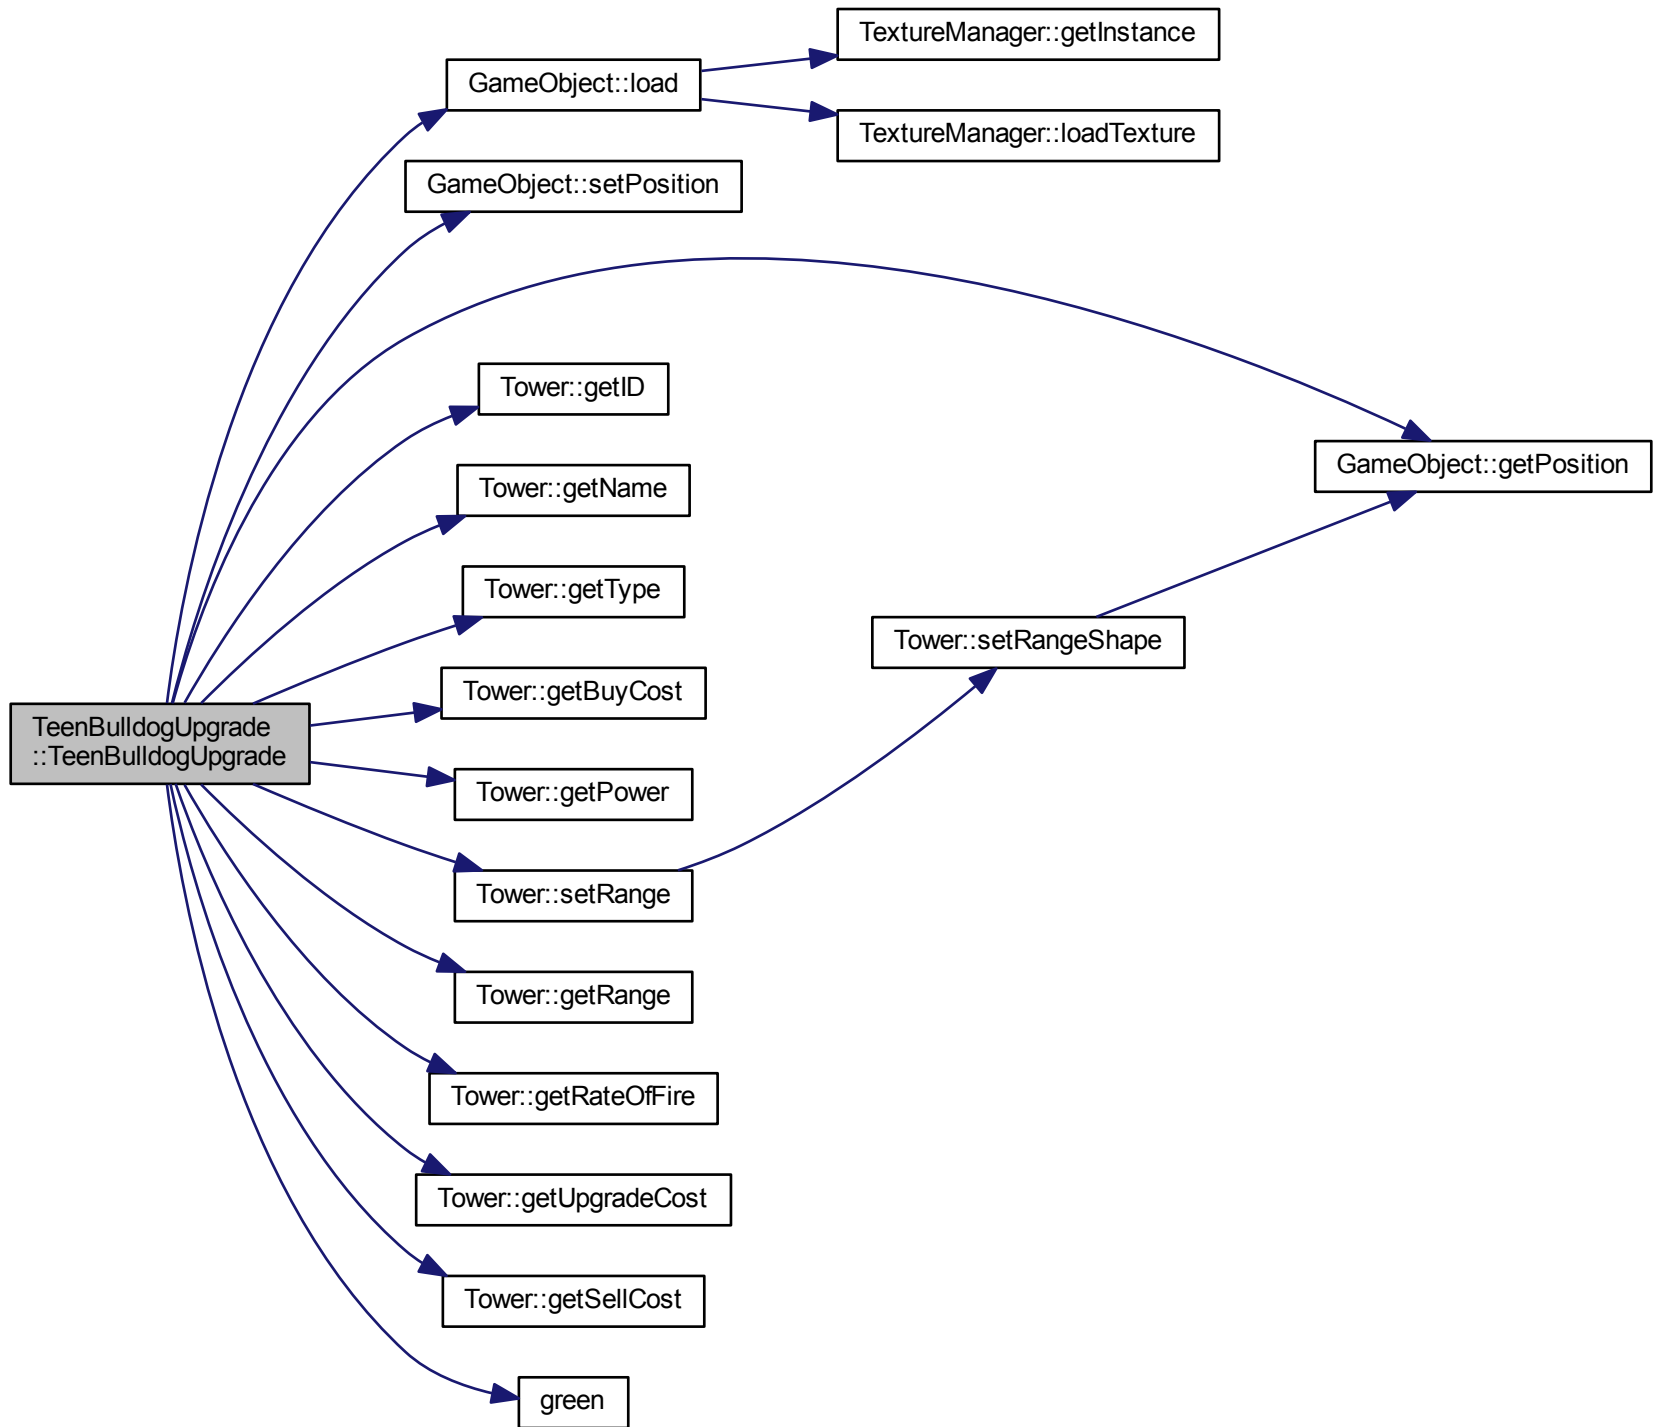 TextureManager::getInstance
GameObject::load
TextureManager::loadTexture
GameObject::setPosition
Tower::getID
GameObject::getPosition
Tower::getName
Tower::getType
Tower::setRangeShape
Tower::getBuyCost
TeenBulldogUpgrade
::TeenBulldogUpgrade
Tower::getPower
Tower::setRange
Tower::getRange
Tower::getRateOfFire
Tower::getUpgradeCost
Tower::getSellCost
green